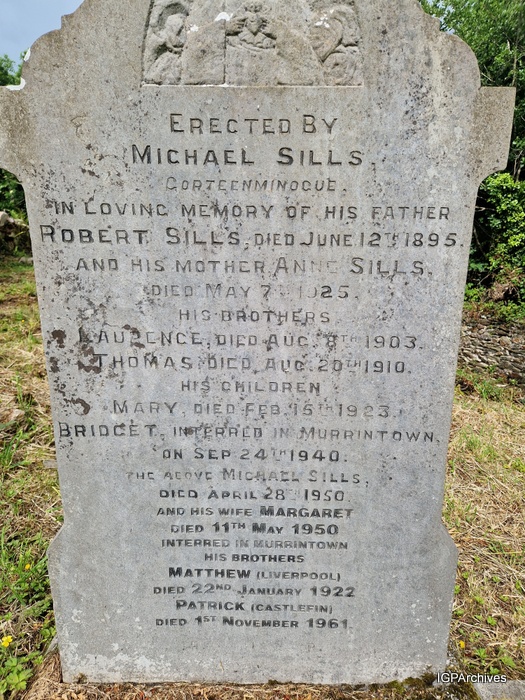 ERECTED BY
MICHAEL SILLS.
GORTEENMINOGUE.
IN LOVING MEMORY OF HIS FATHER
ROBERT SILLS, DIED JUNE 12TH 1895.
AND HIS MOTHER ANNE SILLS,
DIED MAY 7TH 1925.
HIS BROTHERS
LAURENCE, DIED AUG. 8TH 1903.
THOMAS, DIED AUG. 20TH 1910.
HIS CHILDREN
MARY, DIED FEB. 15TH 1923.
BRIDGET, INTERRED IN MURRINTOWN,
ON SEP 24TH 1940.
THE ABOVE MICHAEL SILLS,
DIED APRIL 28TH 1950
AND HIS WIFE MARGARET
DIED 11TH MAY 1950
INTERRED IN MURRINTOWN
HIS BROTHERS
MATTHEW (LIVERPOOL)
DIED 22ND JANUARY 1922
PATRICK (CASTLEFIN)
DIED 1ST NOVEMBER 1961
IGPArchives